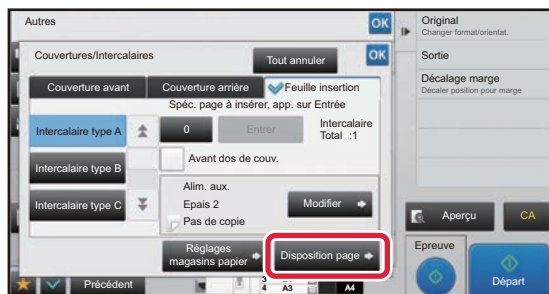 Autres
OK
Couvertures/Intercalaires
Tout annuler
OK
Couverture avant
Couverture arrière
Feuille insertion
Spéc. page à insérer, app. sur Entrée
Intercalaire type A
0
Entrer
Intercalaire
Total :1
Intercalaire type B
Avant dos de couv.
Intercalaire type C
Alim. aux.
Epais 2
Pas de copie
Modifier
Réglages
magasins papier
Disposition page
Précédent
3
4
A3
A4
Original
Changer format/orientat.
Sortie
Décalage marge
Décaler position pour marge
Aperçu
CA
Epreuve
Départ